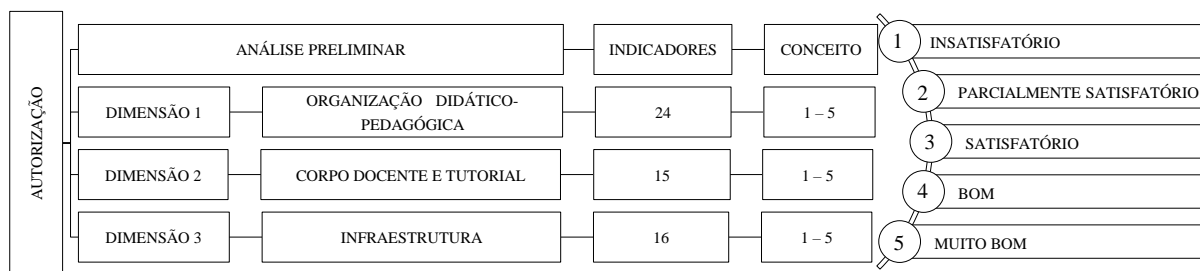 AUTORIZAÇÃO
ANÁLISE PRELIMINAR
INDICADORES
CONCEITO
DIMENSÃO 1
ORGANIZAÇÃO DIDÁTICO-
PEDAGÓGICA
24
1 – 5
DIMENSÃO 2
CORPO DOCENTE E TUTORIAL
15
1 – 5
DIMENSÃO 3
INFRAESTRUTURA
16
1 – 5
1 INSATISFATÓRIO
2 PARCIALMENTE SATISFATÓRIO
3 SATISFATÓRIO
4 BOM
5 MUITO BOM